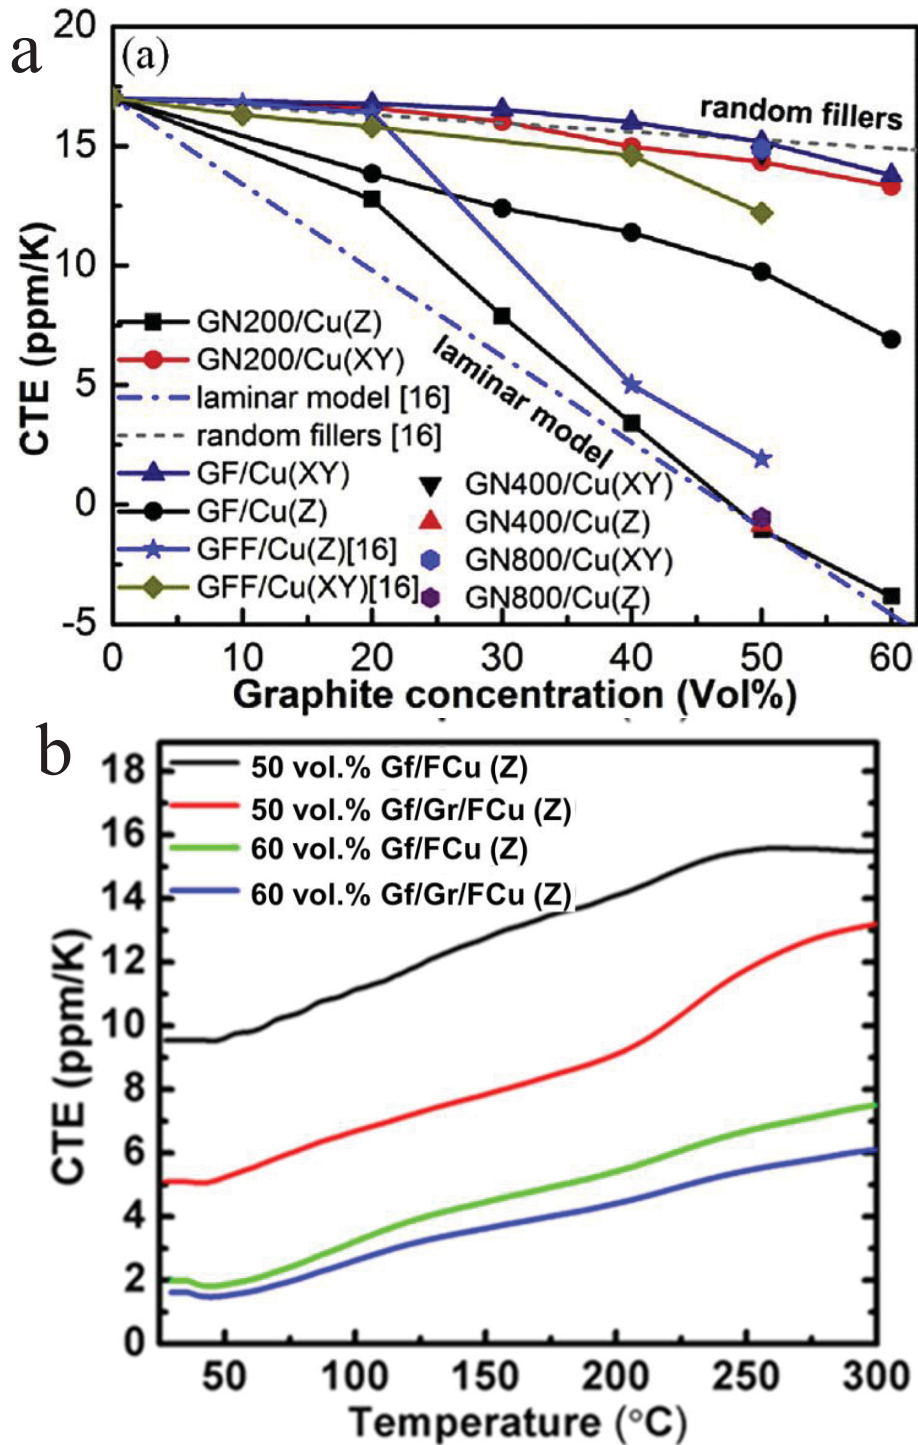 a
(a)
20
15
10
5
0
-5
CTE (ppm/K)
random fillers
laminar model
GN200/Cu(Z)
GN200/Cu(XY)
laminar model [16]
random fillers [16]
GF/Cu(XY)
GF/Cu(Z)
GFF/Cu(Z)[16]
GFF/Cu(XY)[16]
GN400/Cu(XY)
GN400/Cu(Z)
GN800/Cu(XY)
GN800/Cu(Z)
0 10 20 30 40 50 60
Graphite concentration (Vol%)
b
18
16
14
12
10
8
6
4
2
0
CTE (ppm/K)
50 vol.% Gf/FCu (Z)
50 vol.% Gf/Gr/FCu (Z)
60 vol.% Gf/FCu (Z)
60 vol.% Gf/Gr/FCu (Z)
50 100 150 200 250 300
Temperature (°C)